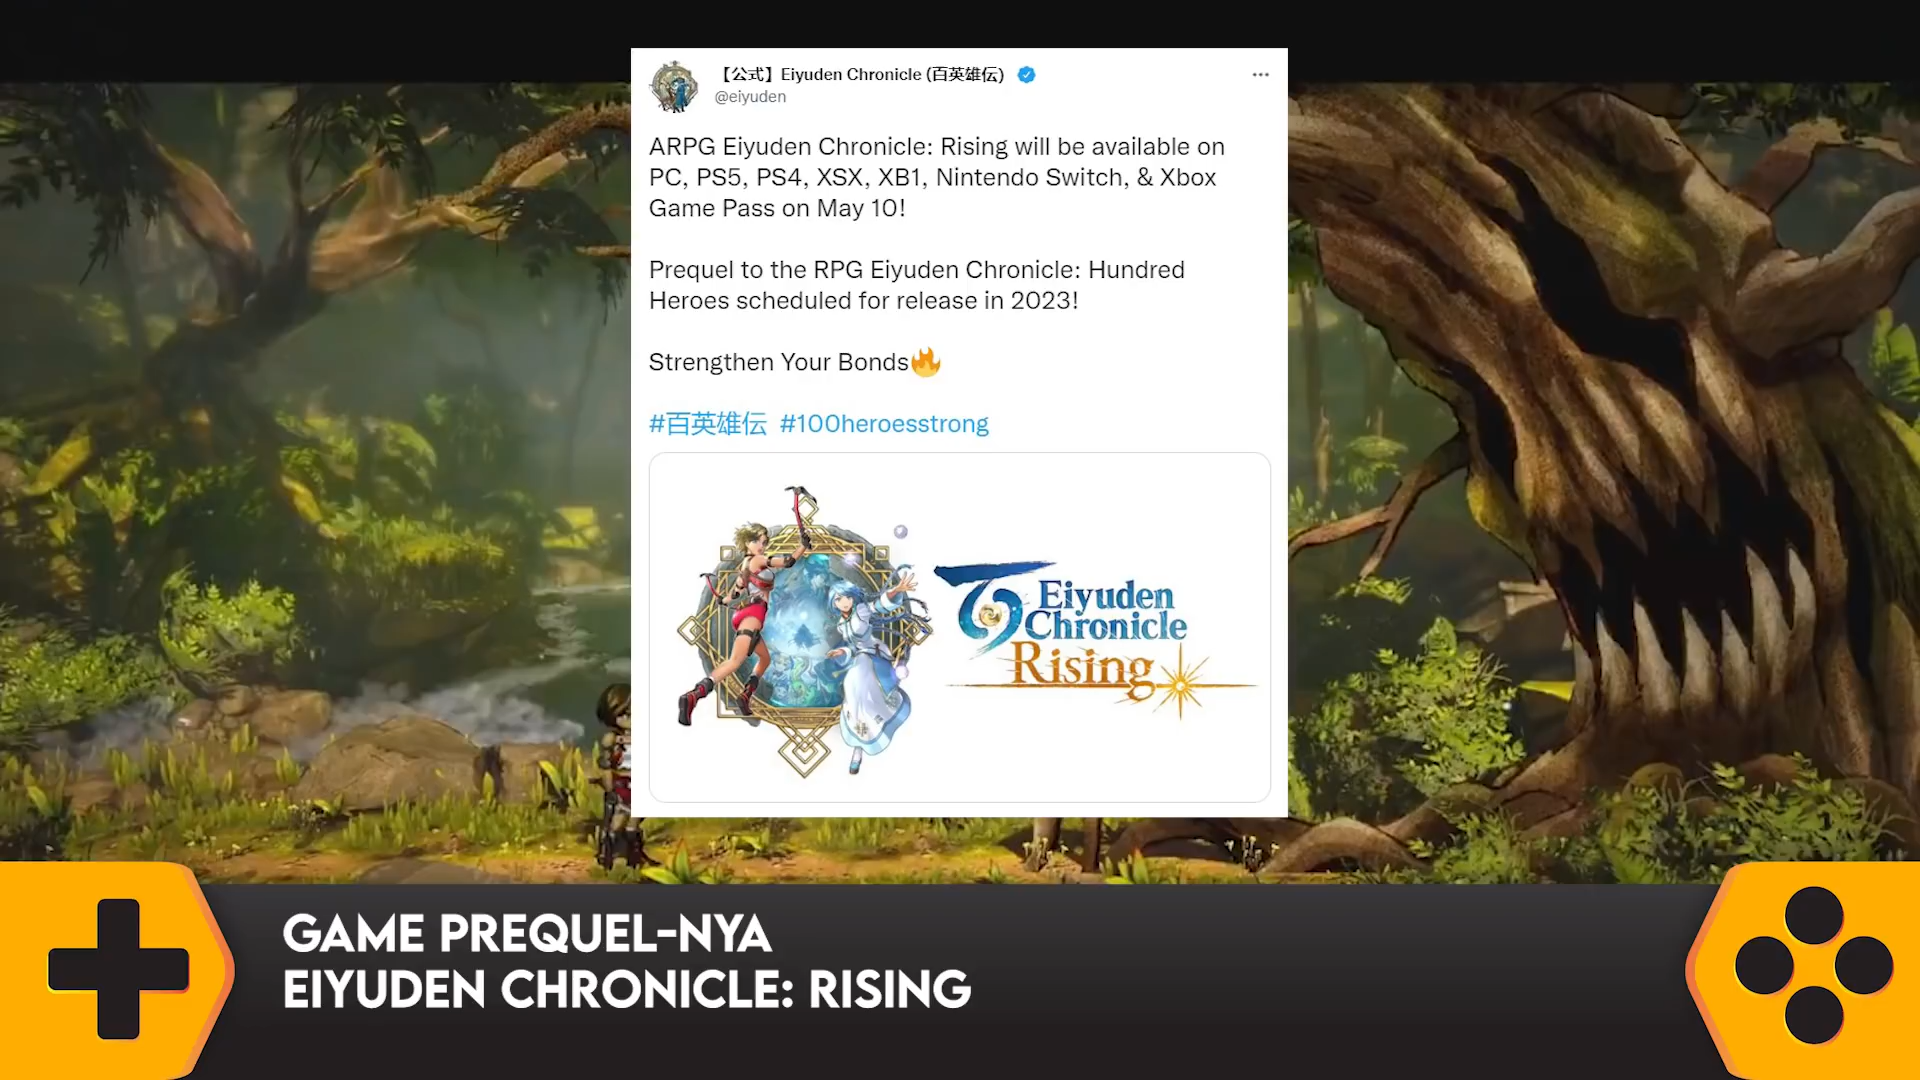 【公式】Eiyuden Chronicle (百英雄伝)
@eiyuden
ARPG Eiyuden Chronicle: Rising will be available on
PC, PS5, PS4, XSX, XB1, Nintendo Switch, & Xbox
Game Pass on May 10!
Prequel to the RPG Eiyuden Chronicle: Hundred
Heroes scheduled for release in 2023!
Strengthen Your Bonds🔥
#百英雄伝 #100heroesstrong
Eiyuden
Chronicle
Rising
GAME PREQUEL-NYA
EIYUDEN CHRONICLE: RISING